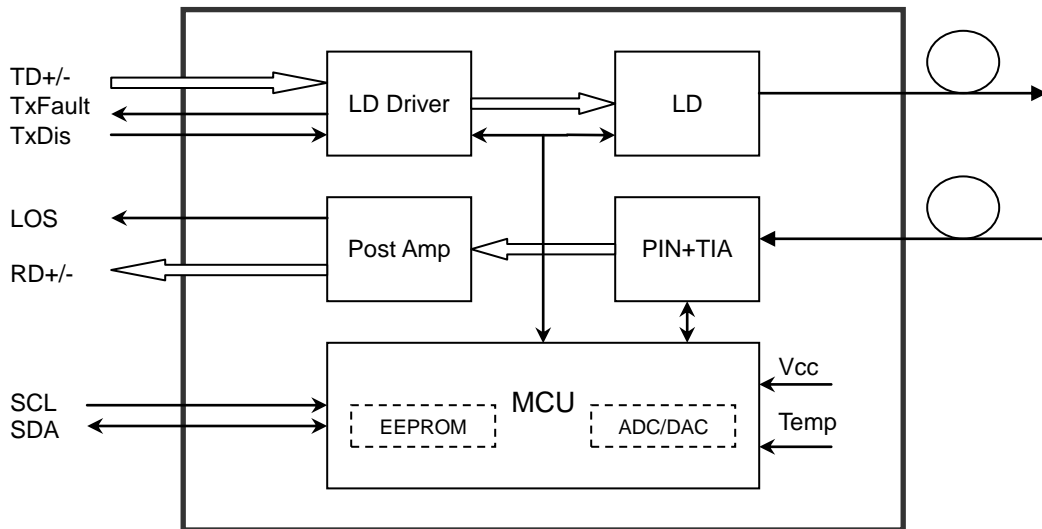 TD+/-
TxFault
TxDis
LD Driver
LD
LOS
RD+/-
Post Amp
PIN+TIA
SCL
SDA
MCU
EEPROM
ADC/DAC
Vcc
Temp